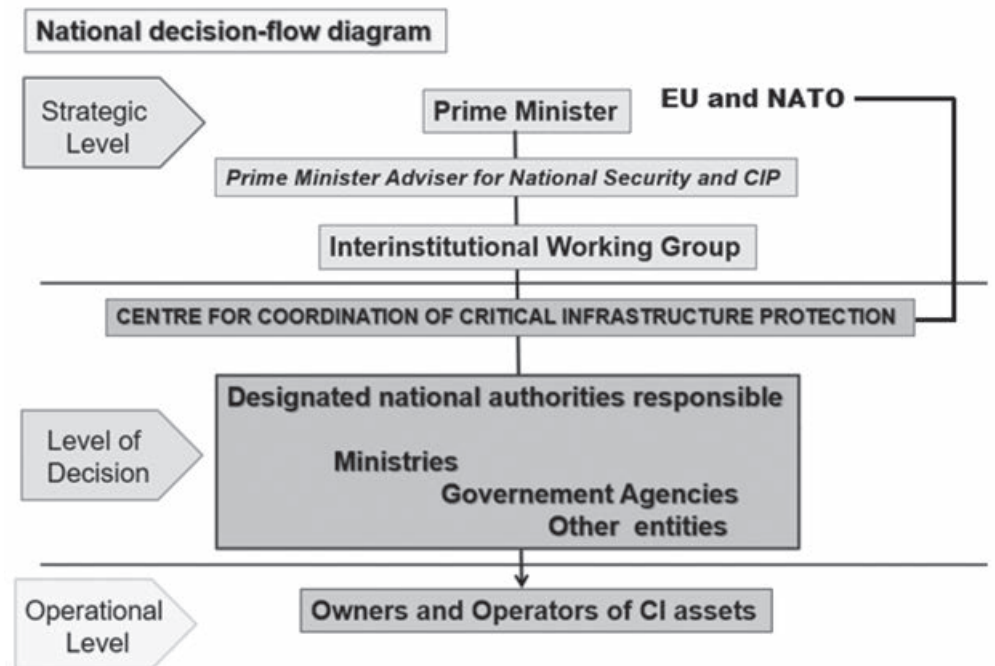 National decision-flow diagram
Strategic
Level
Prime Minister
EU and NATO
Prime Minister Adviser for National Security and CIP
Interinstitutional Working Group
CENTRE FOR COORDINATION OF CRITICAL INFRASTRUCTURE PROTECTION
Level of
Decision
Designated national authorities responsible
Ministries
Governement Agencies
Other entities
Operational
Level
Owners and Operators of CI assets